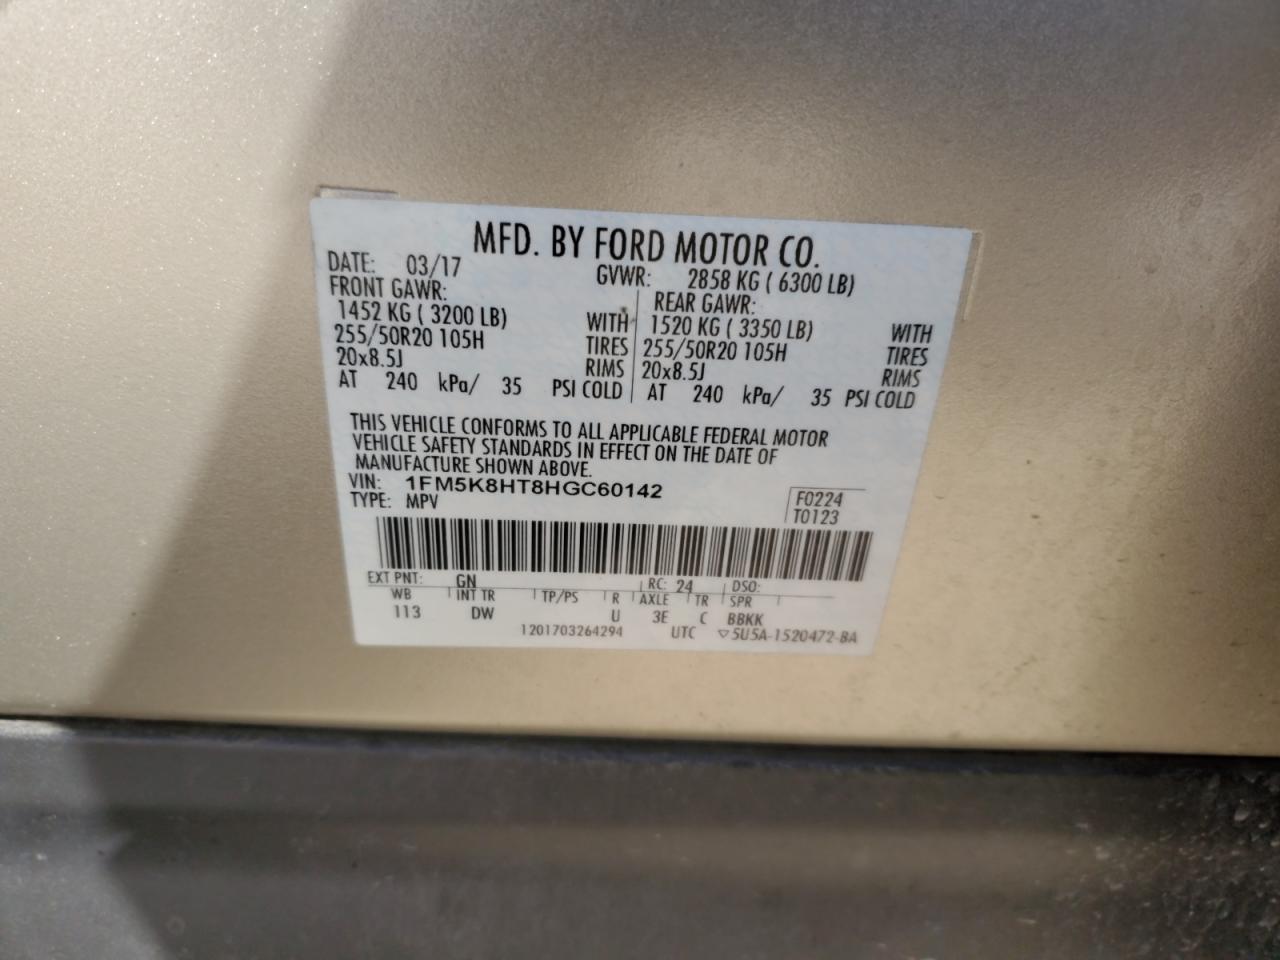 MFD. BY FORD MOTOR CO.
DATE: 03/17 GVWR: 2858 KG ( 6300 LB)
FRONT GAWR: REAR GAWR:
1452 KG ( 3200 LB) WITH 1520 KG ( 3350 LB) WITH
255/50R20 105H TIRES 255/50R20 105H TIRES
20x8.5J RIMS 20x8.5J RIMS
AT 240 kPa/ 35 PSI COLD AT 240 kPa/ 35 PSI COLD
THIS VEHICLE CONFORMS TO ALL APPLICABLE FEDERAL MOTOR
VEHICLE SAFETY STANDARDS IN EFFECT ON THE DATE OF
MANUFACTURE SHOWN ABOVE.
VIN: 1FM5K8HT8HGC60142 F0224
TYPE: MPV T0123
EXT PNT: GN RC: 24 DSO:
WB INT TR TP/PS R AXLE TR SPR
113 DW U 3E C BBKK
1201703264294 UTC ▽5U5A-1520472-BA